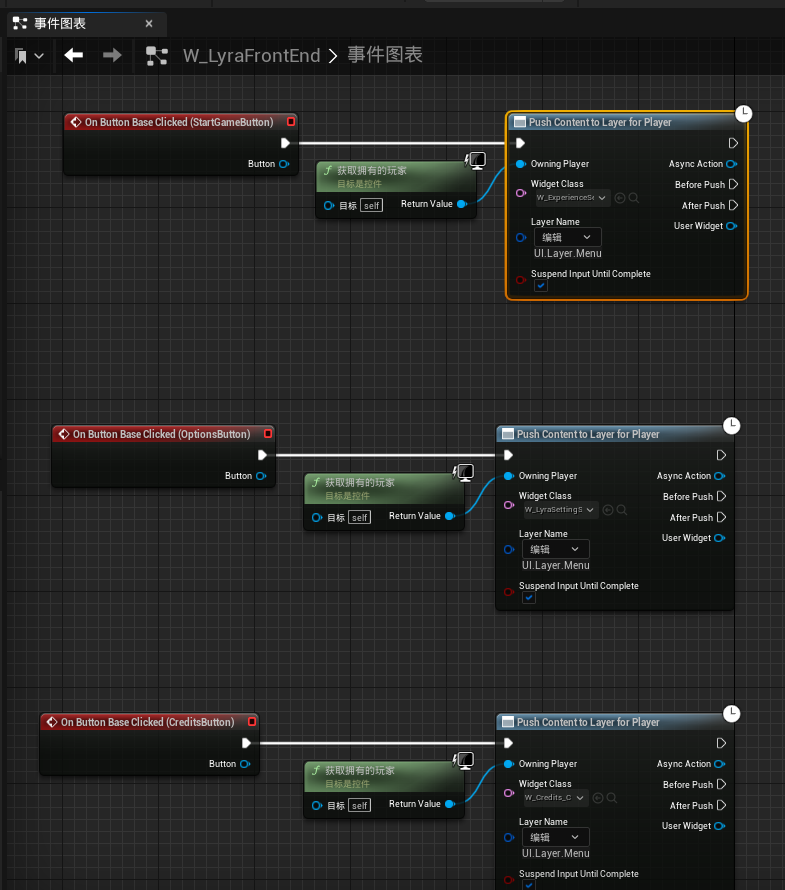 事件图表
W_LyraFrontEnd > 事件图表
On Button Base Clicked (StartGameButton)
Button
获取拥有的玩家
目标是控件
目标 self Return Value
Push Content to Layer for Player
Owning Player Async Action
Widget Class Before Push
W_ExperienceSe After Push
Layer Name User Widget
编辑
UI.Layer.Menu
Suspend Input Until Complete
On Button Base Clicked (OptionsButton)
Button
获取拥有的玩家
目标是控件
目标 self Return Value
Push Content to Layer for Player
Owning Player Async Action
Widget Class Before Push
W_LyraSettingS After Push
Layer Name User Widget
编辑
UI.Layer.Menu
Suspend Input Until Complete
On Button Base Clicked (CreditsButton)
Button
获取拥有的玩家
目标是控件
目标 self Return Value
Push Content to Layer for Player
Owning Player Async Action
Widget Class Before Push
W_Credits_C After Push
Layer Name User Widget
编辑
UI.Layer.Menu
Suspend Input Until Complete